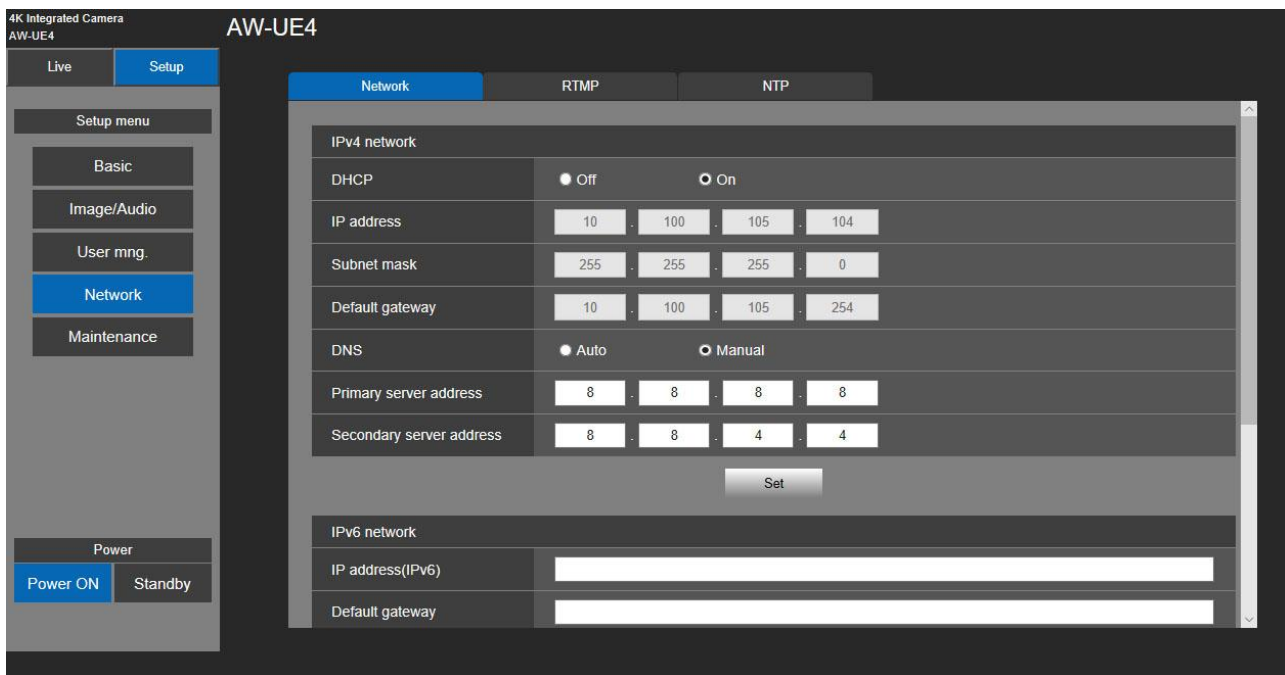 4K Integrated Camera
AW-UE4
AW-UE4
Live Setup
Setup menu
Basic
Image/Audio
User mng.
Network
Maintenance
Power
Power ON Standby
Network RTMP NTP
IPv4 network
DHCP Off On
IP address 10 . 100 . 105 . 104
Subnet mask 255 . 255 . 255 . 0
Default gateway 10 . 100 . 105 . 254
DNS Auto Manual
Primary server address 8 . 8 . 8 . 8
Secondary server address 8 . 8 . 4 . 4
Set
IPv6 network
IP address(IPv6)
Default gateway